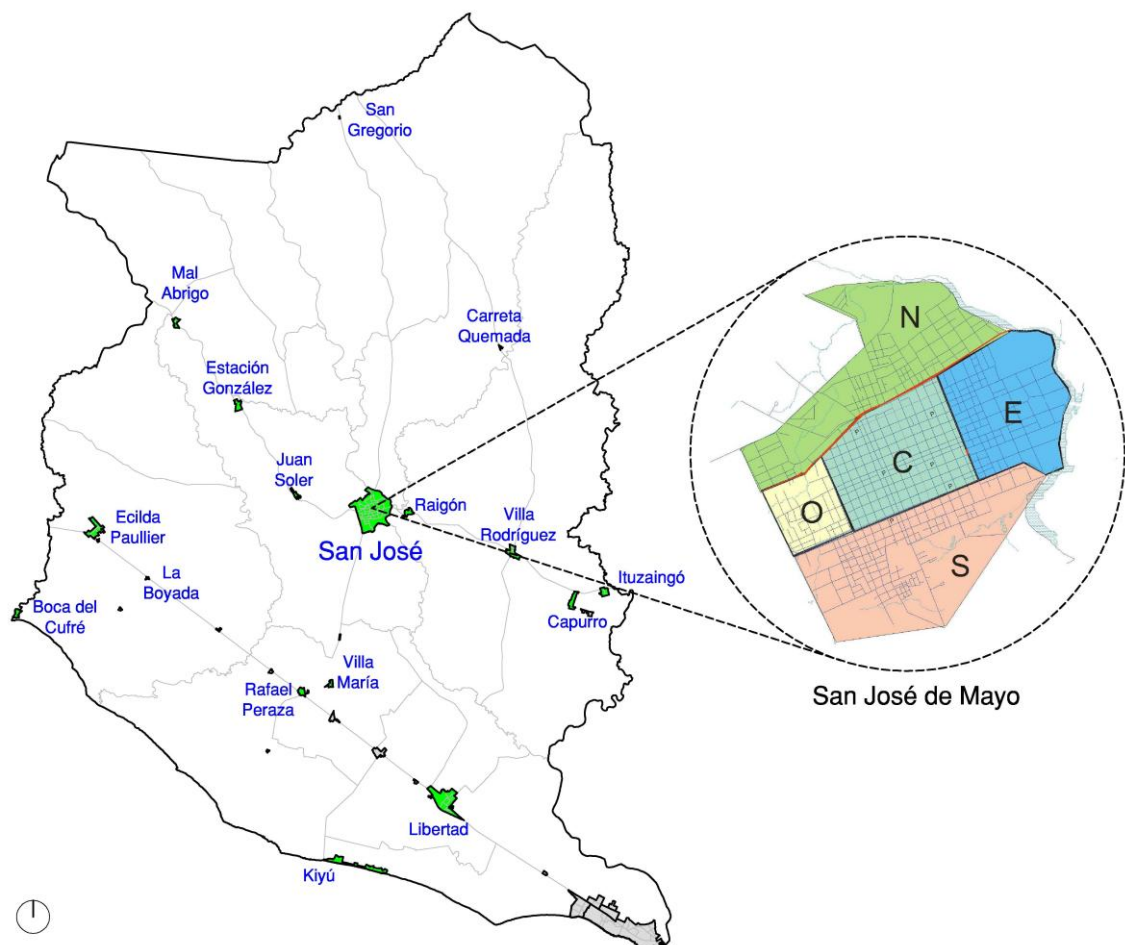 San
Gregorio
Mal
Abrigo
Carreta
Quemada
Estación
González
N
E
C
O
S
Juan
Soler
Raigón
Ecilda
Paullier
San José
Villa
Rodríguez
La
Boyada
Ituzaingó
Boca del
Cufré
Capurro
Villa
María
Rafael
Peraza
San José de Mayo
Libertad
Kiyú